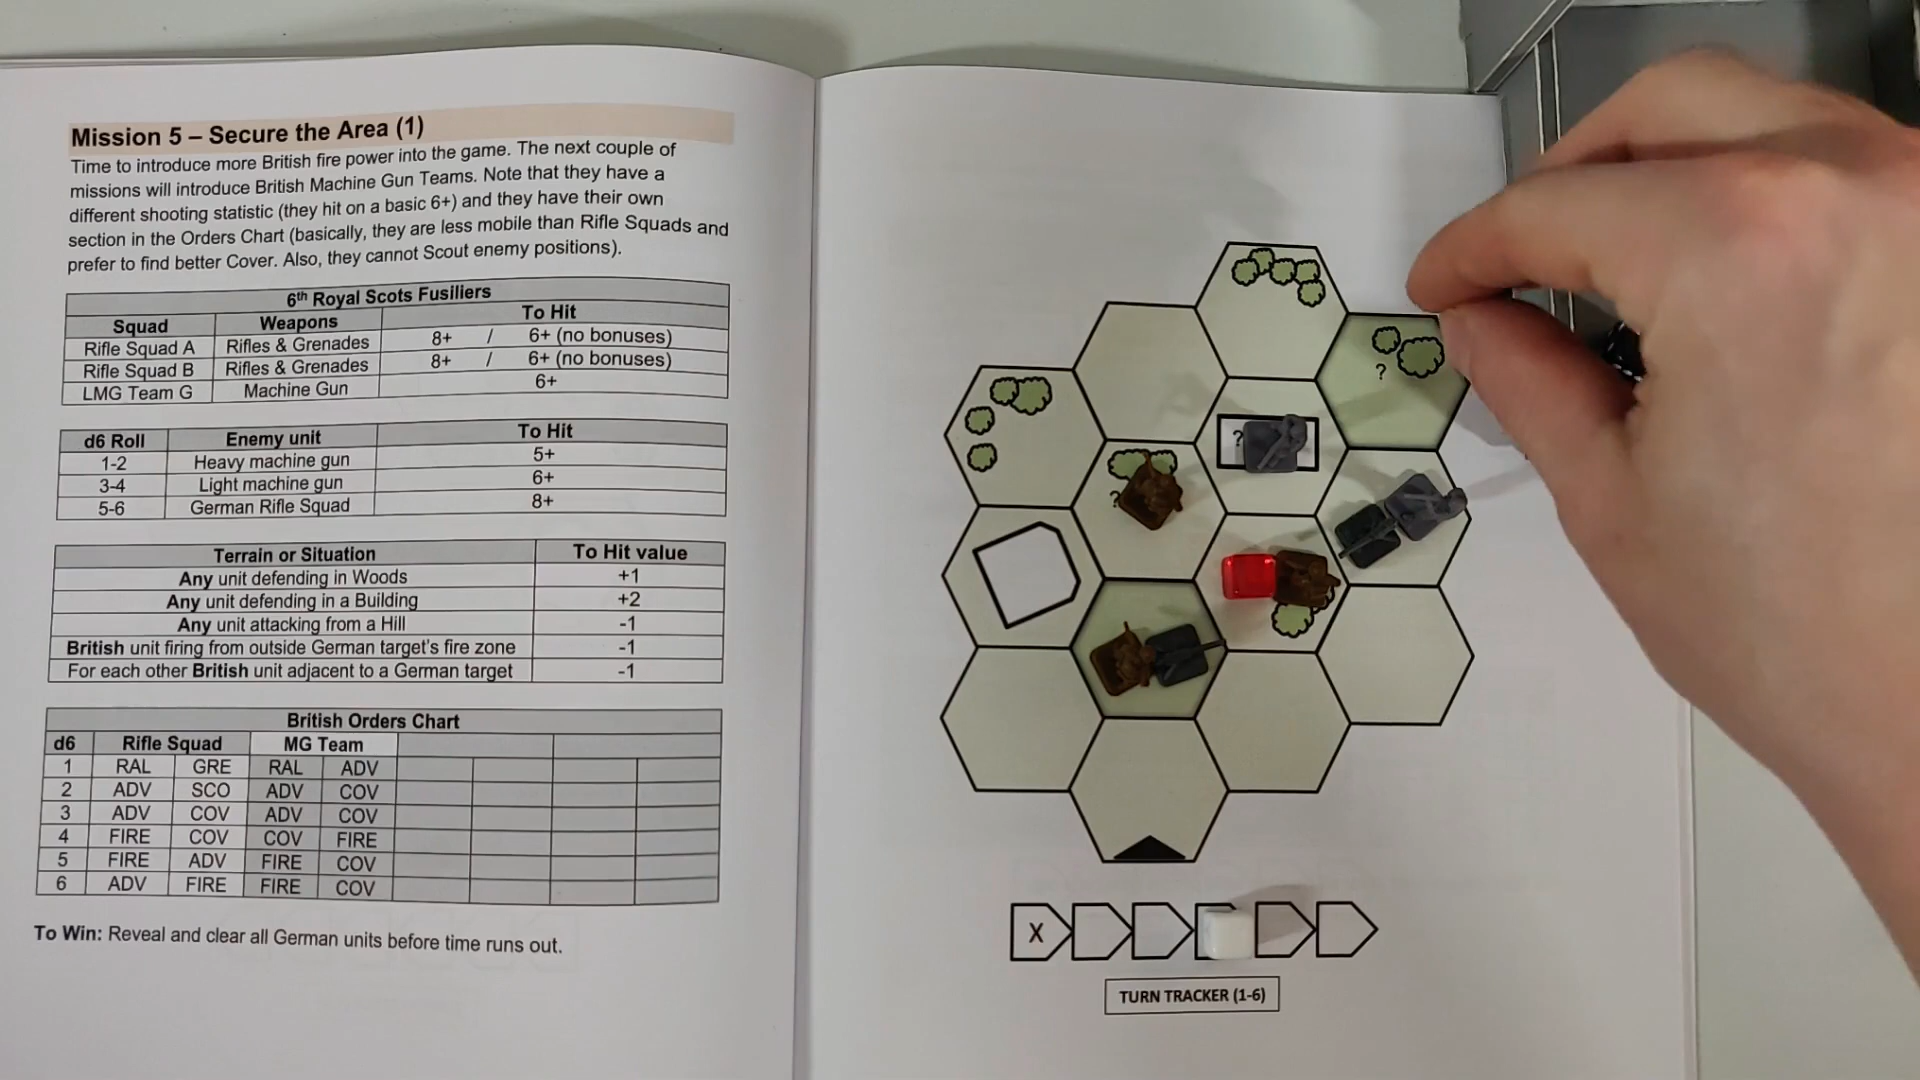 Mission 5 – Secure the Area (1)
Time to introduce more British fire power into the game. The next couple of
missions will introduce British Machine Gun Teams. Note that they have a
different shooting statistic (they hit on a basic 6+) and they have their own
section in the Orders Chart (basically, they are less mobile than Rifle Squads and
prefer to find better Cover. Also, they cannot Scout enemy positions).
6th Royal Scots Fusiliers
Squad Weapons To Hit
Rifle Squad A Rifles & Grenades 8+ / 6+ (no bonuses)
Rifle Squad B Rifles & Grenades 8+ / 6+ (no bonuses)
LMG Team G Machine Gun 6+
d6 Roll Enemy unit To Hit
1-2 Heavy machine gun 5+
3-4 Light machine gun 6+
5-6 German Rifle Squad 8+
Terrain or Situation To Hit value
Any unit defending in Woods +1
Any unit defending in a Building +2
Any unit attacking from a Hill -1
British unit firing from outside German target's fire zone -1
For each other British unit adjacent to a German target -1
British Orders Chart
d6 Rifle Squad MG Team
1 RAL GRE RAL ADV
2 ADV SCO ADV COV
3 ADV COV ADV COV
4 FIRE COV COV FIRE
5 FIRE ADV FIRE COV
6 ADV FIRE FIRE COV
To Win: Reveal and clear all German units before time runs out.
?
?
?
X
TURN TRACKER (1-6)